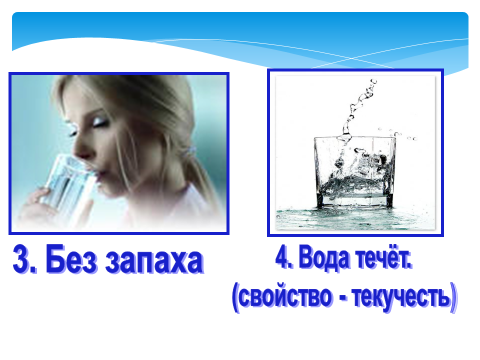 3. Без запаха
4. Вода течёт.
(свойство - текучесть)